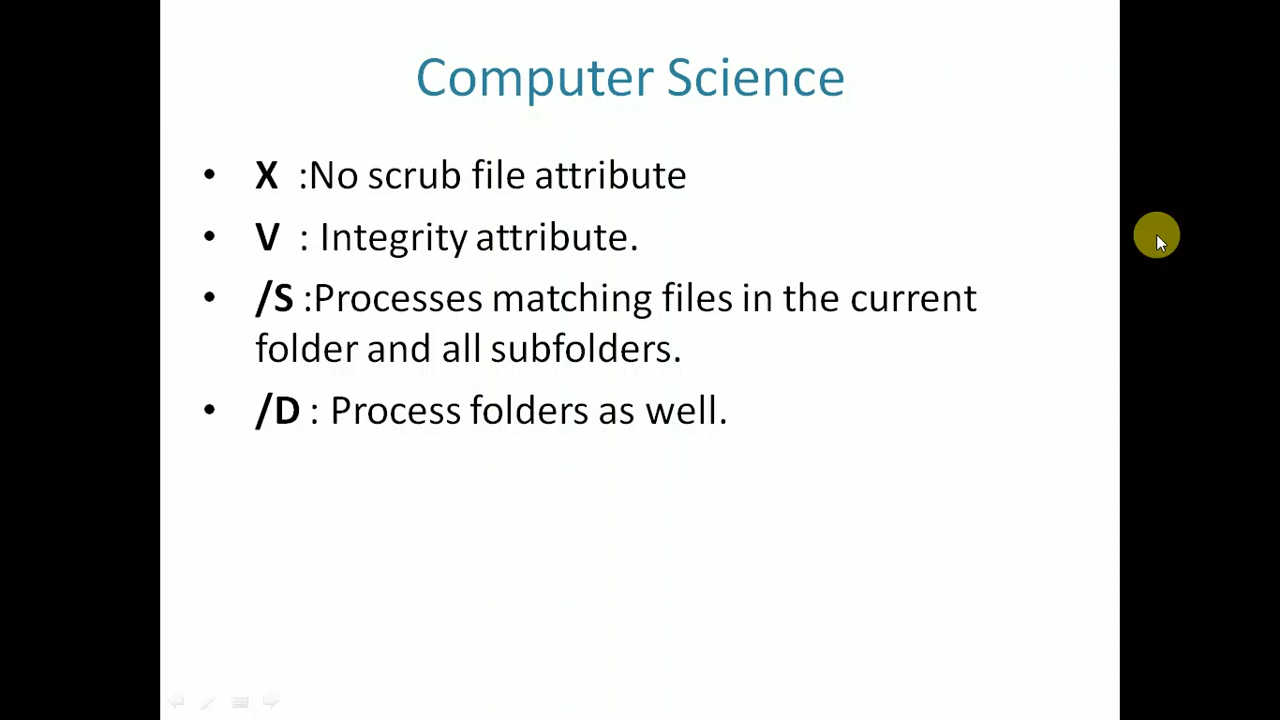 Computer Science
• X :No scrub file attribute
• V : Integrity attribute.
• /S :Processes matching files in the current
folder and all subfolders.
• /D : Process folders as well.